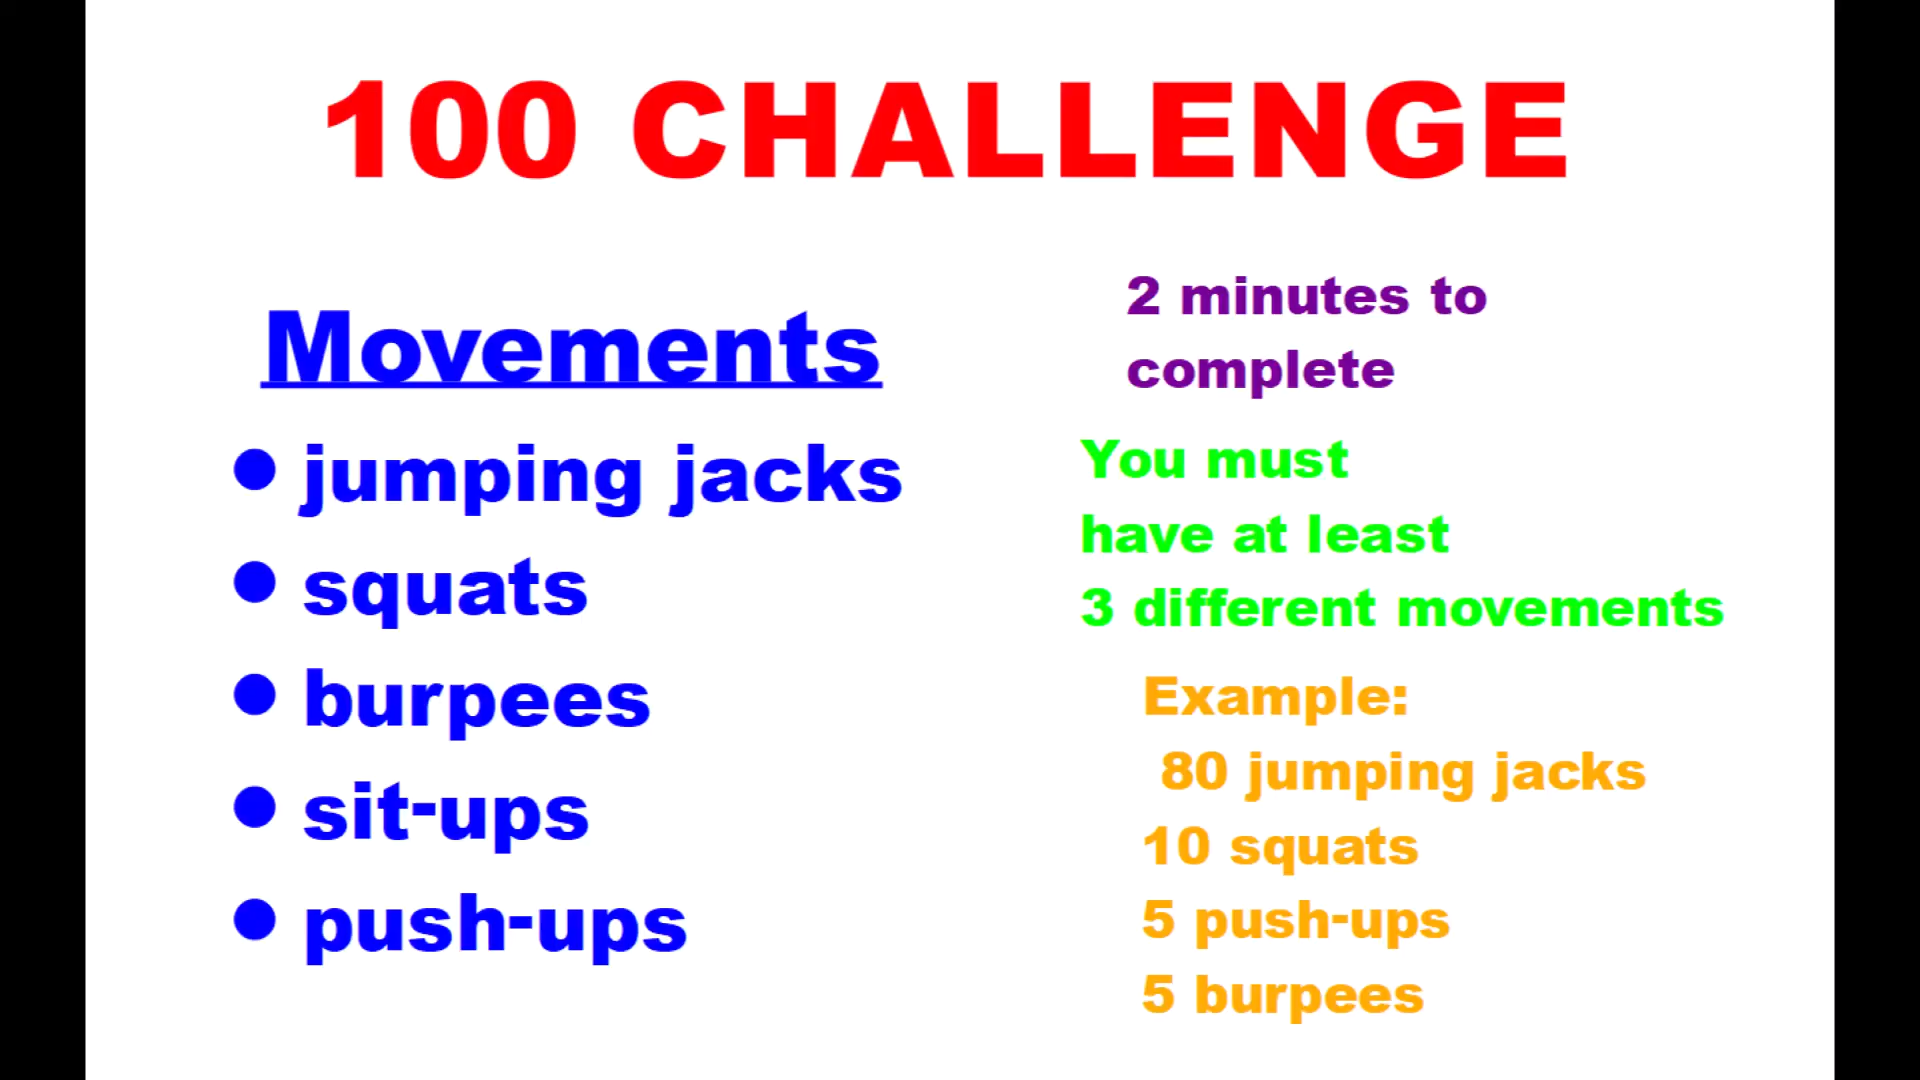 100 CHALLENGE
Movements
jumping jacks
squats
burpees
sit-ups
push-ups
2 minutes to
complete
You must
have at least
3 different movements
Example:
80 jumping jacks
10 squats
5 push-ups
5 burpees